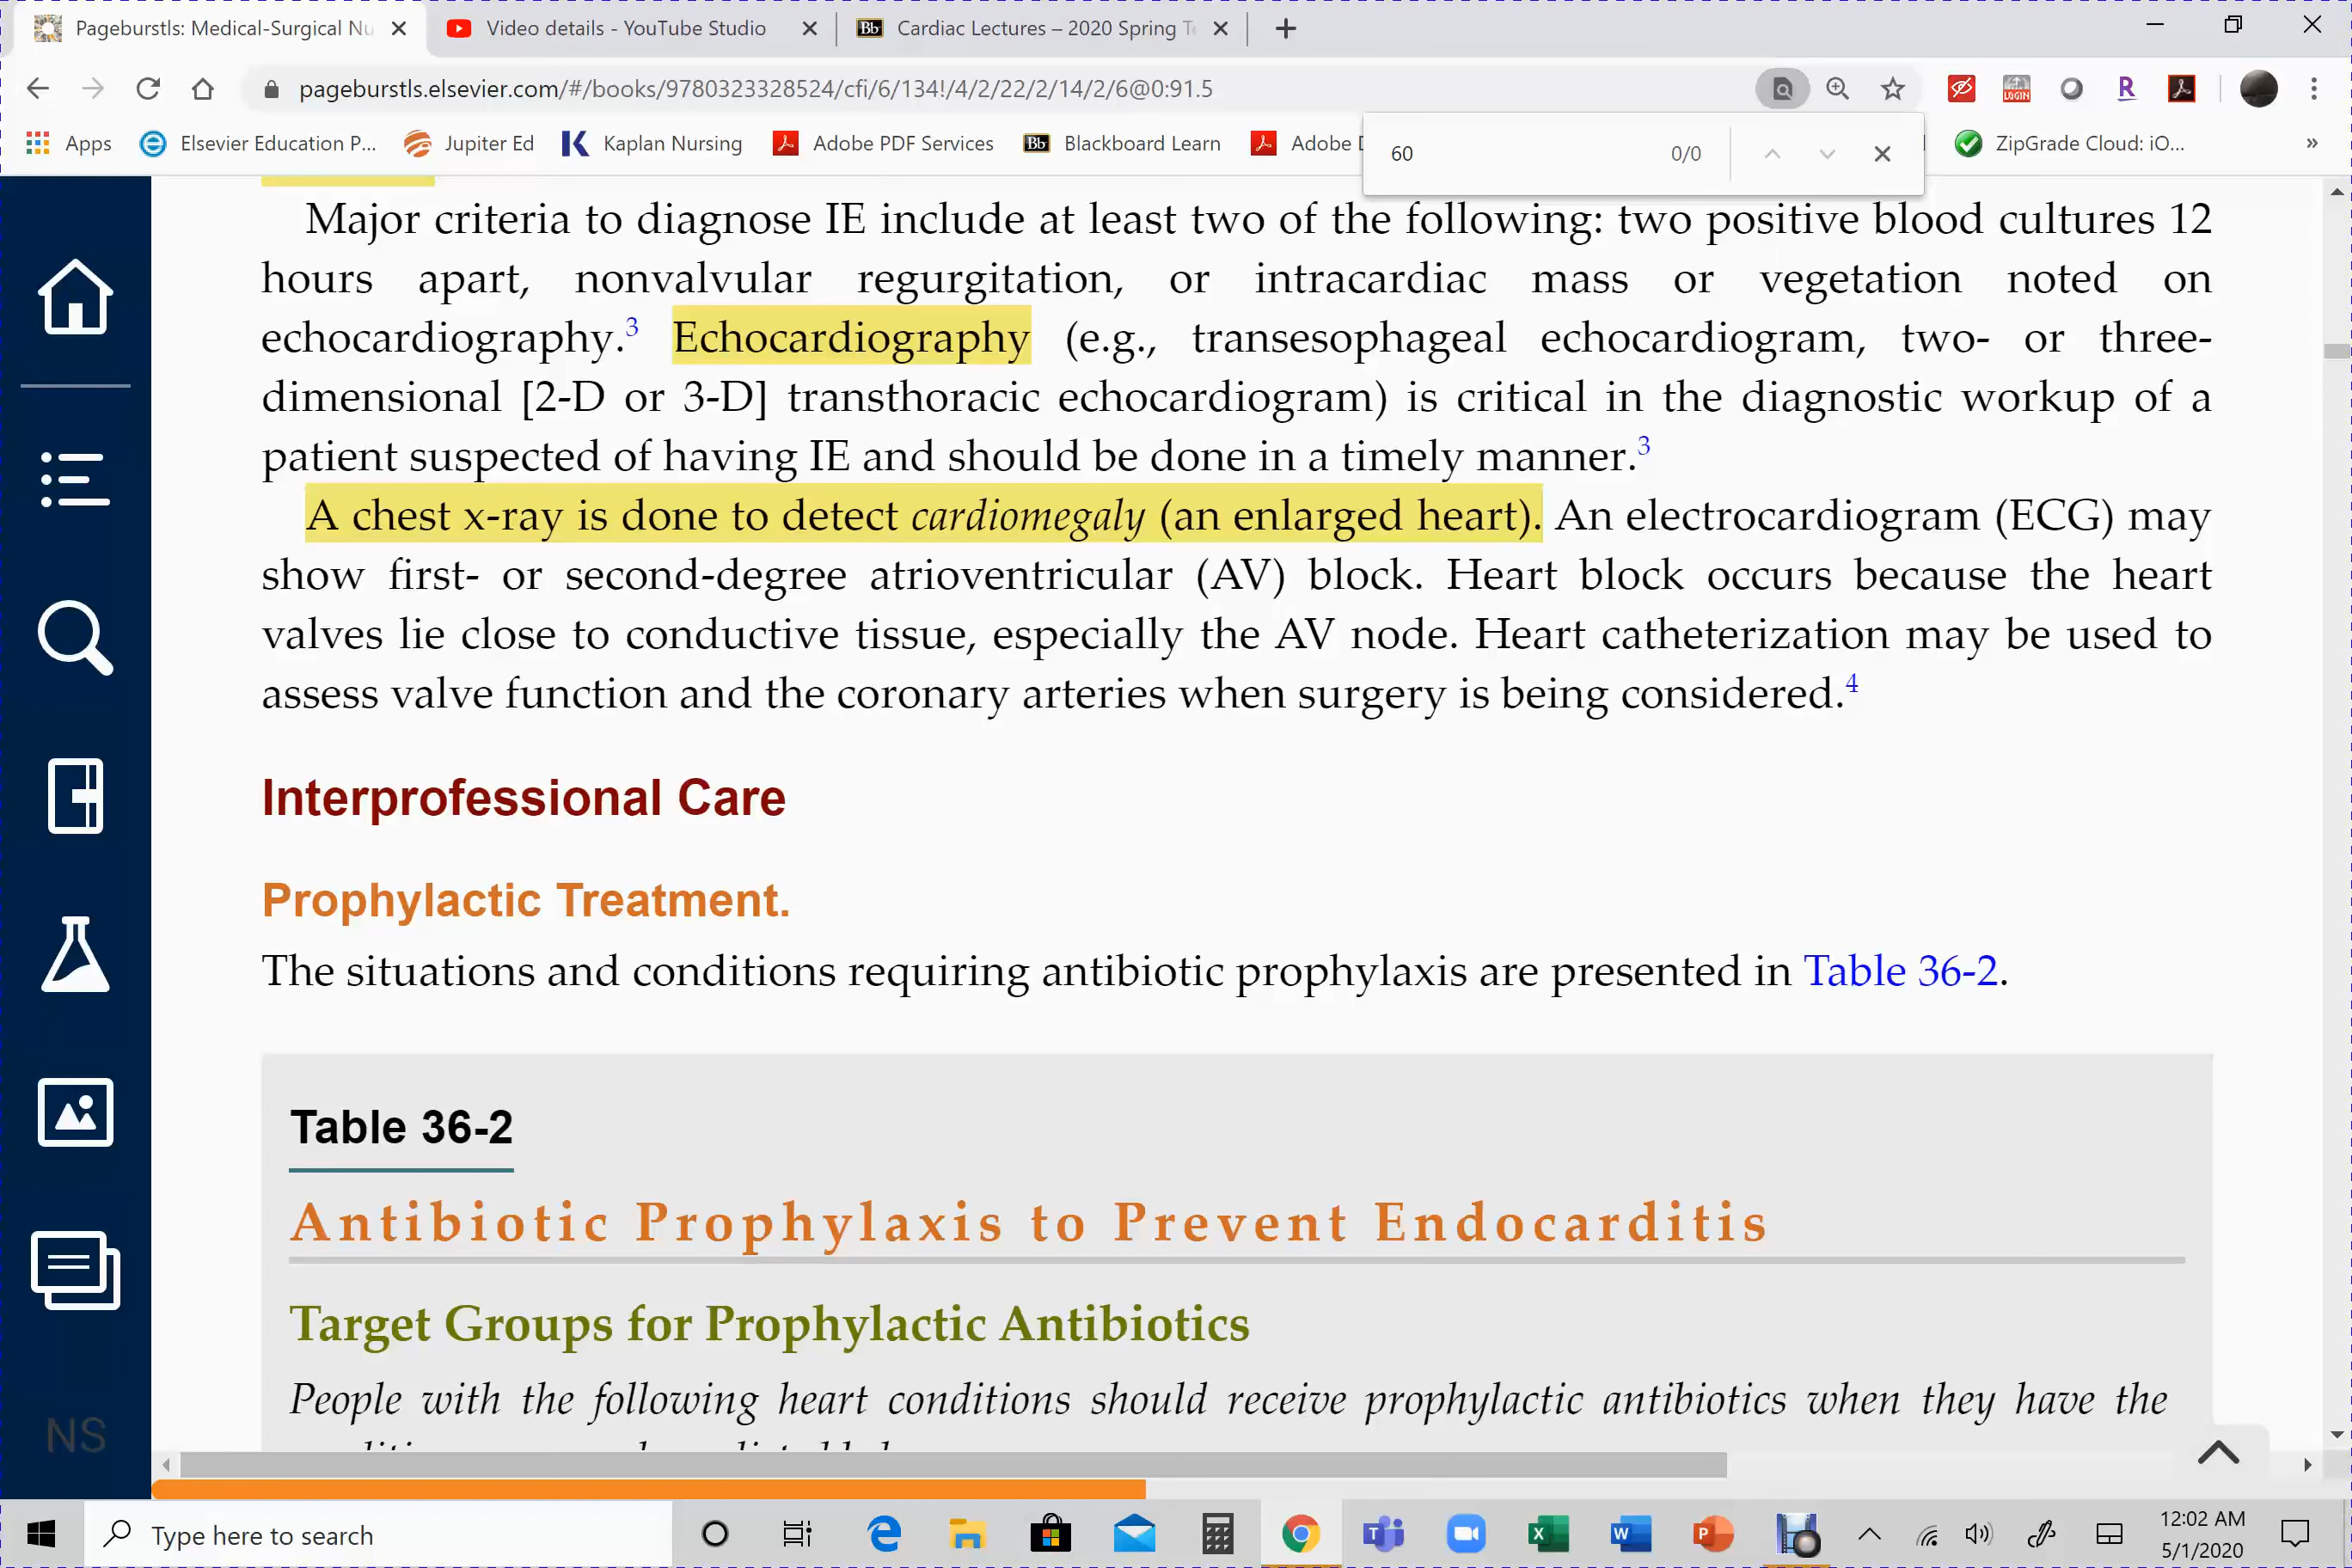 Pageburstls: Medical-Surgical Nu
Video details - YouTube Studio
Bb Cardiac Lectures – 2020 Spring Te
pageburstls.elsevier.com/#/books/9780323328524/cfi/6/134!/4/2/22/2/14/2/6@0:91.5
LOGIN
R
Apps
Elsevier Education P...
Jupiter Ed
Kaplan Nursing
Adobe PDF Services
Bb Blackboard Learn
Adobe D
ZipGrade Cloud: iO...
»
60 0/0
Major criteria to diagnose IE include at least two of the following: two positive blood cultures 12
hours apart, nonvalvular regurgitation, or intracardiac mass or vegetation noted on
echocardiography.3 Echocardiography (e.g., transesophageal echocardiogram, two- or three-
dimensional [2-D or 3-D] transthoracic echocardiogram) is critical in the diagnostic workup of a
patient suspected of having IE and should be done in a timely manner.3
A chest x-ray is done to detect cardiomegaly (an enlarged heart). An electrocardiogram (ECG) may
show first- or second-degree atrioventricular (AV) block. Heart block occurs because the heart
valves lie close to conductive tissue, especially the AV node. Heart catheterization may be used to
assess valve function and the coronary arteries when surgery is being considered.4
Interprofessional Care
Prophylactic Treatment.
The situations and conditions requiring antibiotic prophylaxis are presented in Table 36-2.
Table 36-2
Antibiotic Prophylaxis to Prevent Endocarditis
Target Groups for Prophylactic Antibiotics
People with the following heart conditions should receive prophylactic antibiotics when they have the
NS
Type here to search
12:02 AM
5/1/2020